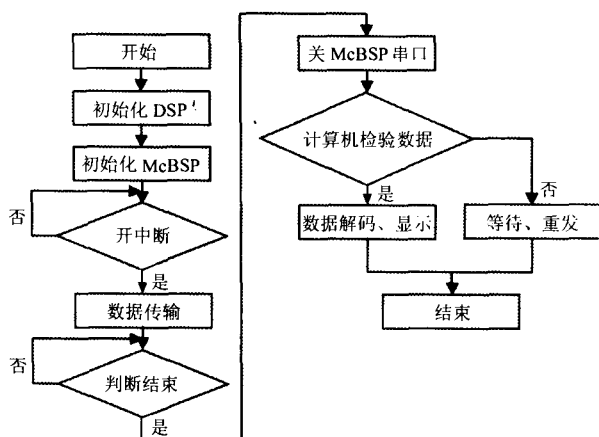 开始
初始化 DSP
初始化 McBSP
否
开中断
是
数据传输
否
判断结束
是
关 McBSP 串口
计算机检验数据
是
否
数据解码、显示
等待、重发
结束